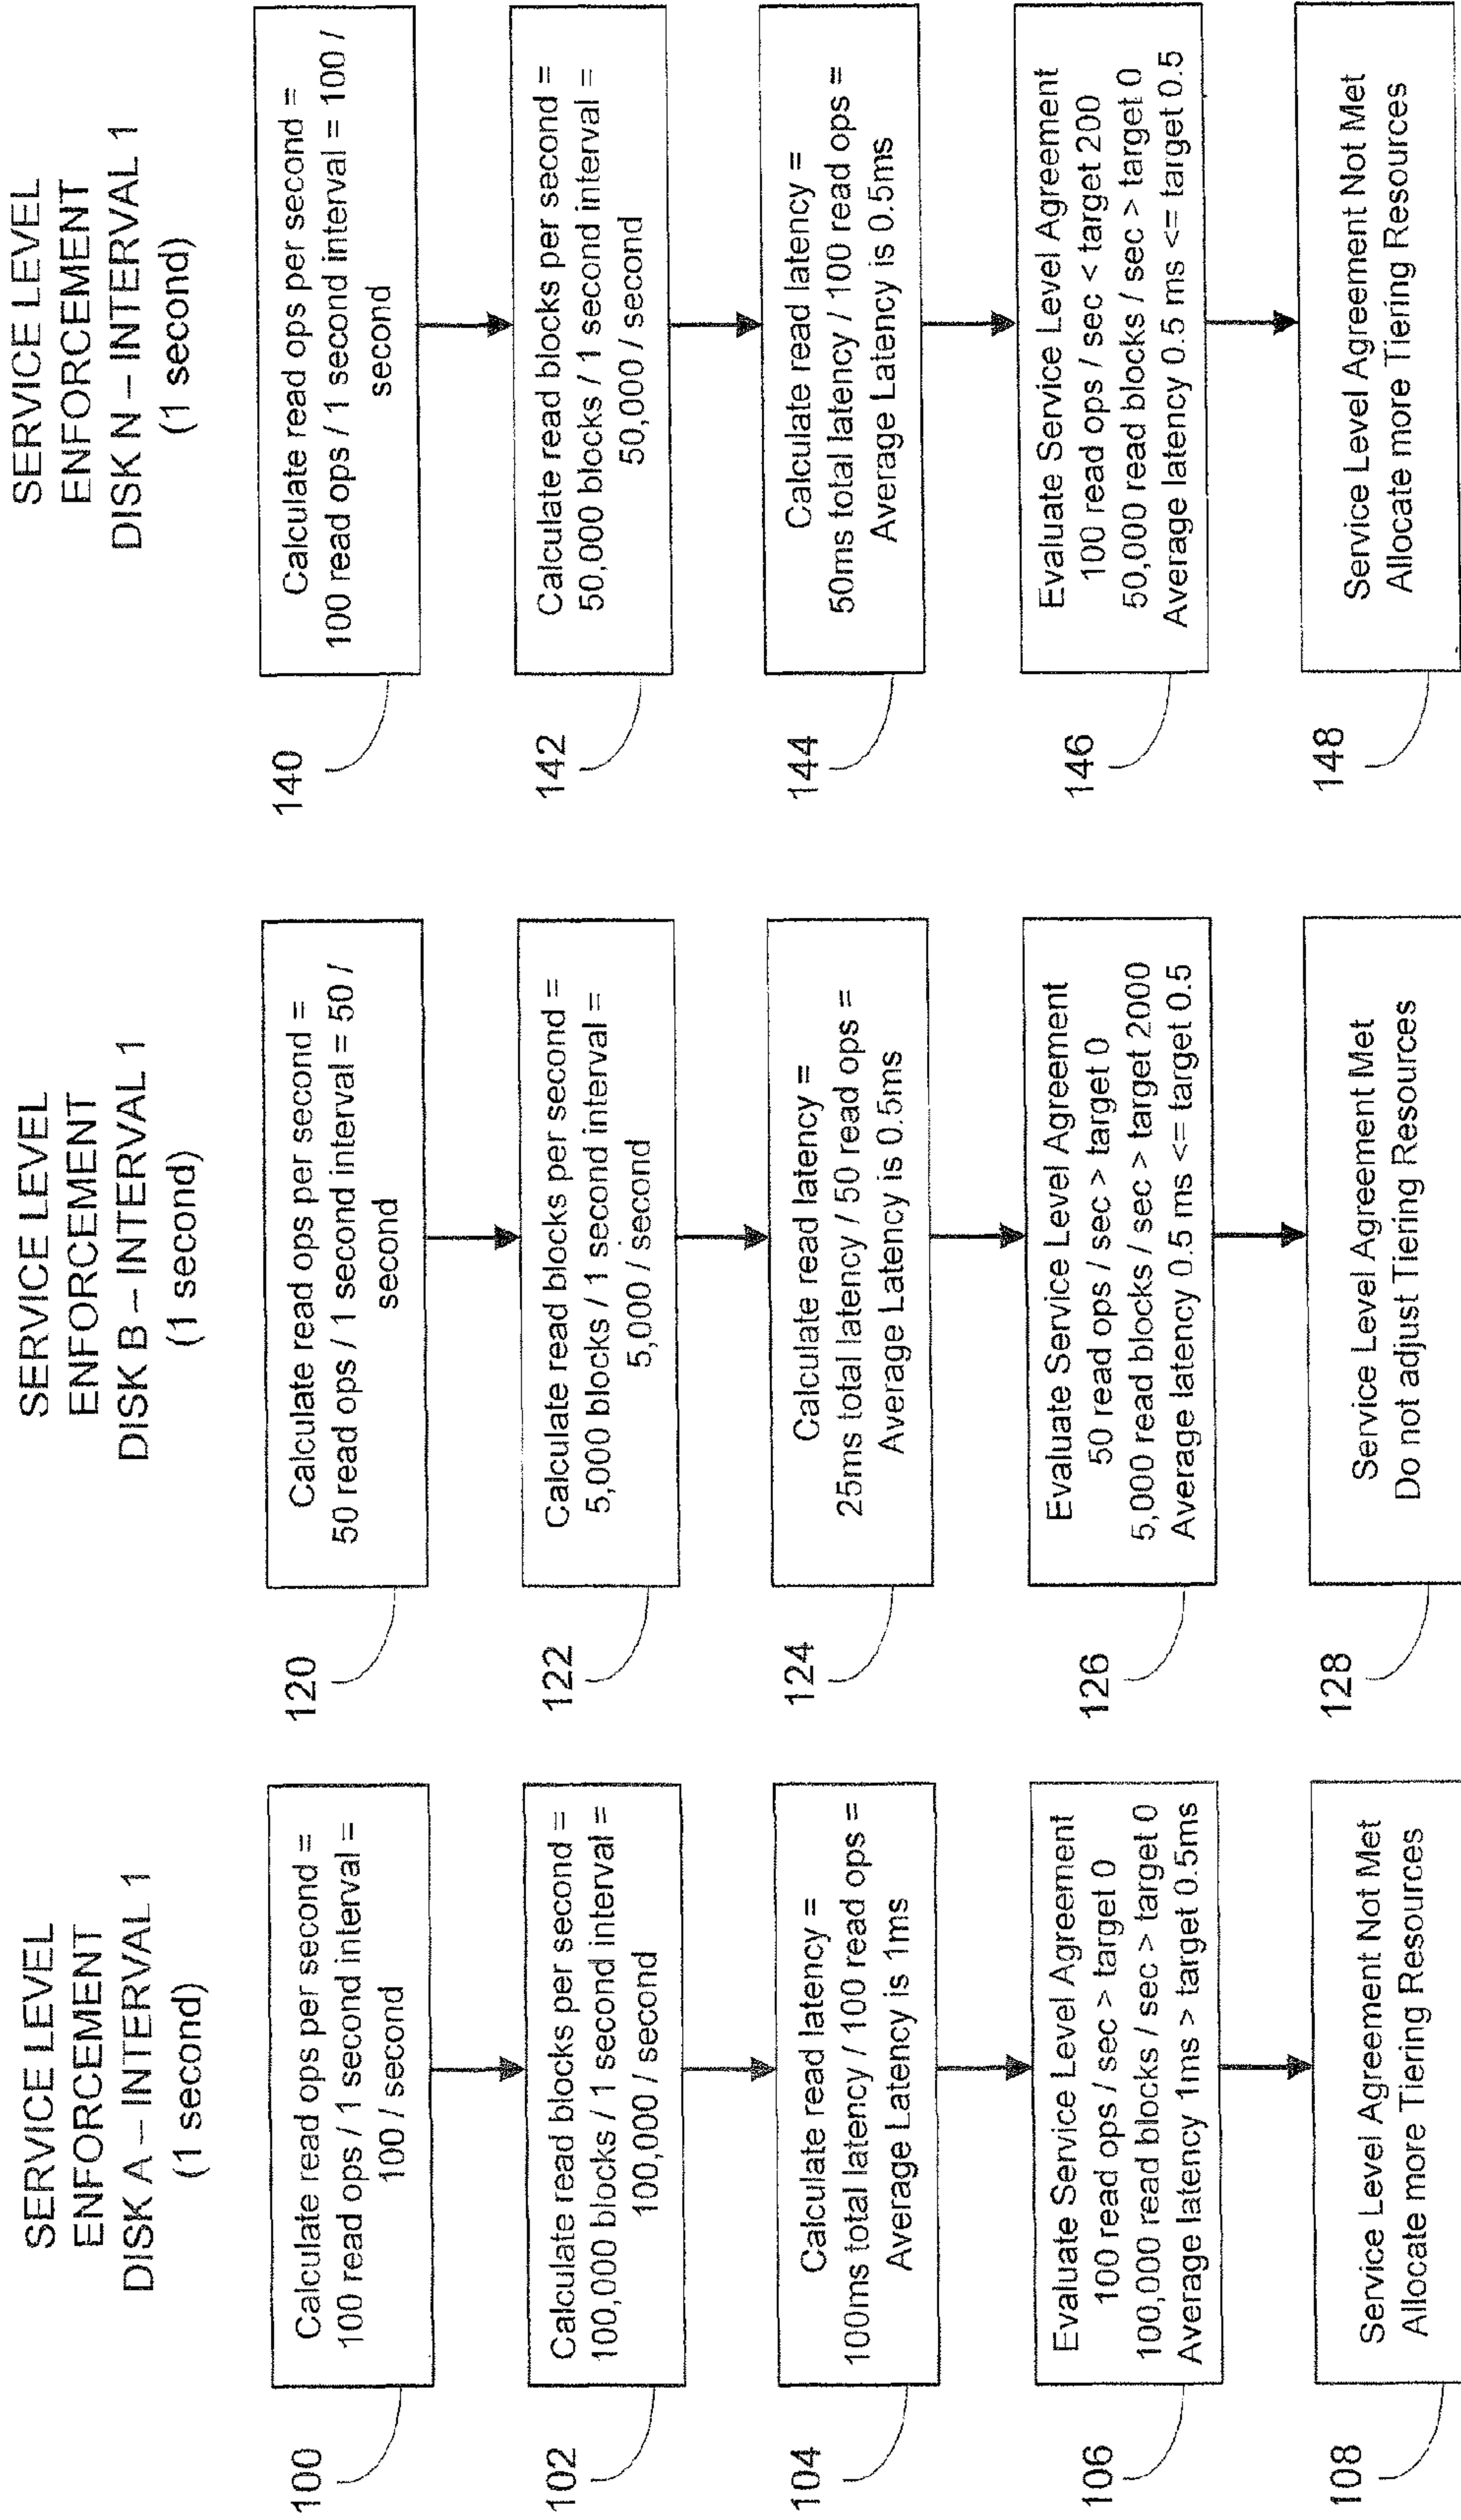 SERVICE LEVEL
ENFORCEMENT
DISK A – INTERVAL 1
(1 second)
100
Calculate read ops per second =
100 read ops / 1 second interval =
100 / second
102
Calculate read blocks per second =
100,000 blocks / 1 second interval =
100,000 / second
104
Calculate read latency =
100ms total latency / 100 read ops =
Average Latency is 1ms
106
Evaluate Service Level Agreement
100 read ops / sec > target 0
100,000 read blocks / sec > target 0
Average latency 1ms > target 0.5ms
108
Service Level Agreement Not Met
Allocate more Tiering Resources
SERVICE LEVEL
ENFORCEMENT
DISK B – INTERVAL 1
(1 second)
120
Calculate read ops per second =
50 read ops / 1 second interval = 50 /
second
122
Calculate read blocks per second =
5,000 blocks / 1 second interval =
5,000 / second
124
Calculate read latency =
25ms total latency / 50 read ops =
Average Latency is 0.5ms
126
Evaluate Service Level Agreement
50 read ops / sec > target 0
5,000 read blocks / sec > target 2000
Average latency 0.5 ms <= target 0.5
128
Service Level Agreement Met
Do not adjust Tiering Resources
SERVICE LEVEL
ENFORCEMENT
DISK N – INTERVAL 1
(1 second)
140
Calculate read ops per second =
100 read ops / 1 second interval = 100 /
second
142
Calculate read blocks per second =
50,000 blocks / 1 second interval =
50,000 / second
144
Calculate read latency =
50ms total latency / 100 read ops =
Average Latency is 0.5ms
146
Evaluate Service Level Agreement
100 read ops / sec < target 200
50,000 read blocks / sec > target 0
Average latency 0.5 ms <= target 0.5
148
Service Level Agreement Not Met
Allocate more Tiering Resources